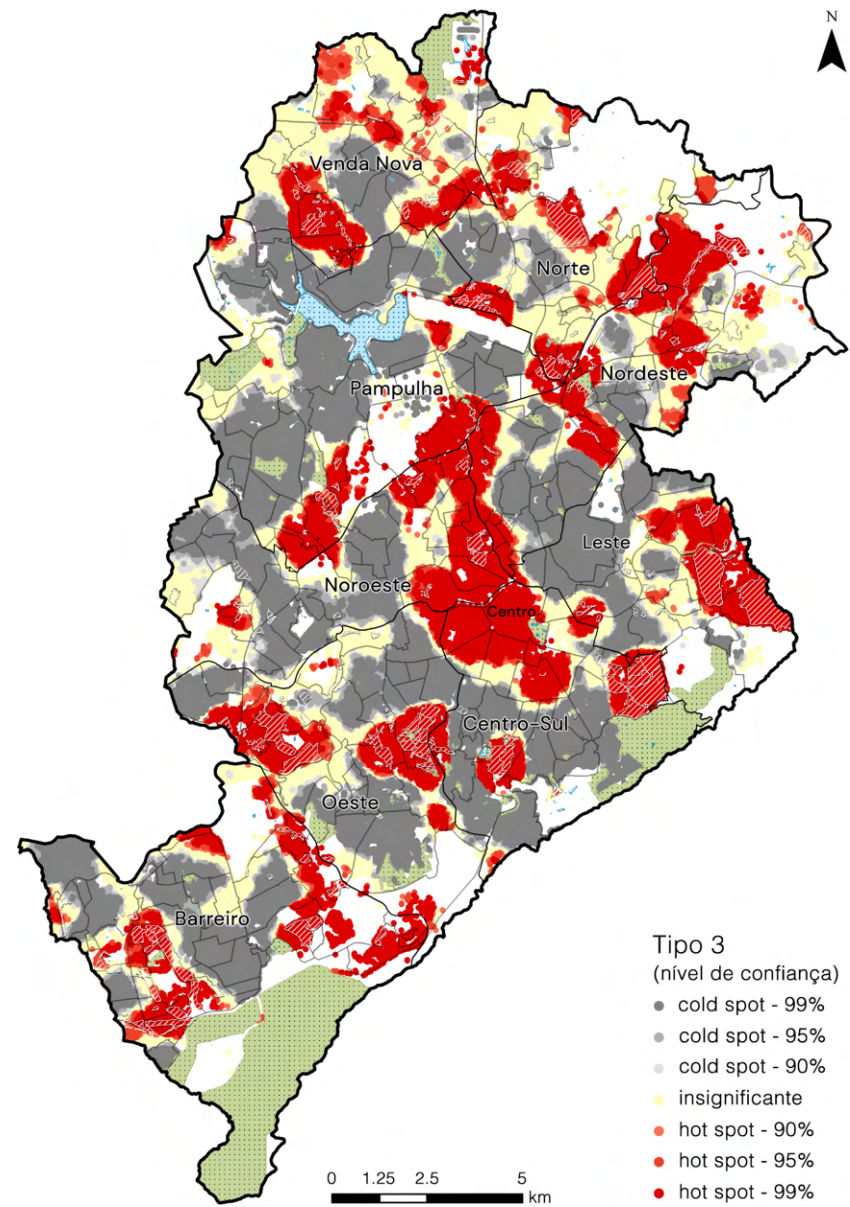 N
Venda Nova
Norte
Nordeste
Pampulha
Leste
Noroeste
Centro
Centro-Sul
Oeste
Barreiro
Tipo 3
(nível de confiança)
cold spot - 99%
cold spot - 95%
cold spot - 90%
insignificante
hot spot - 90%
hot spot - 95%
hot spot - 99%
0 1.25 2.5 5
km